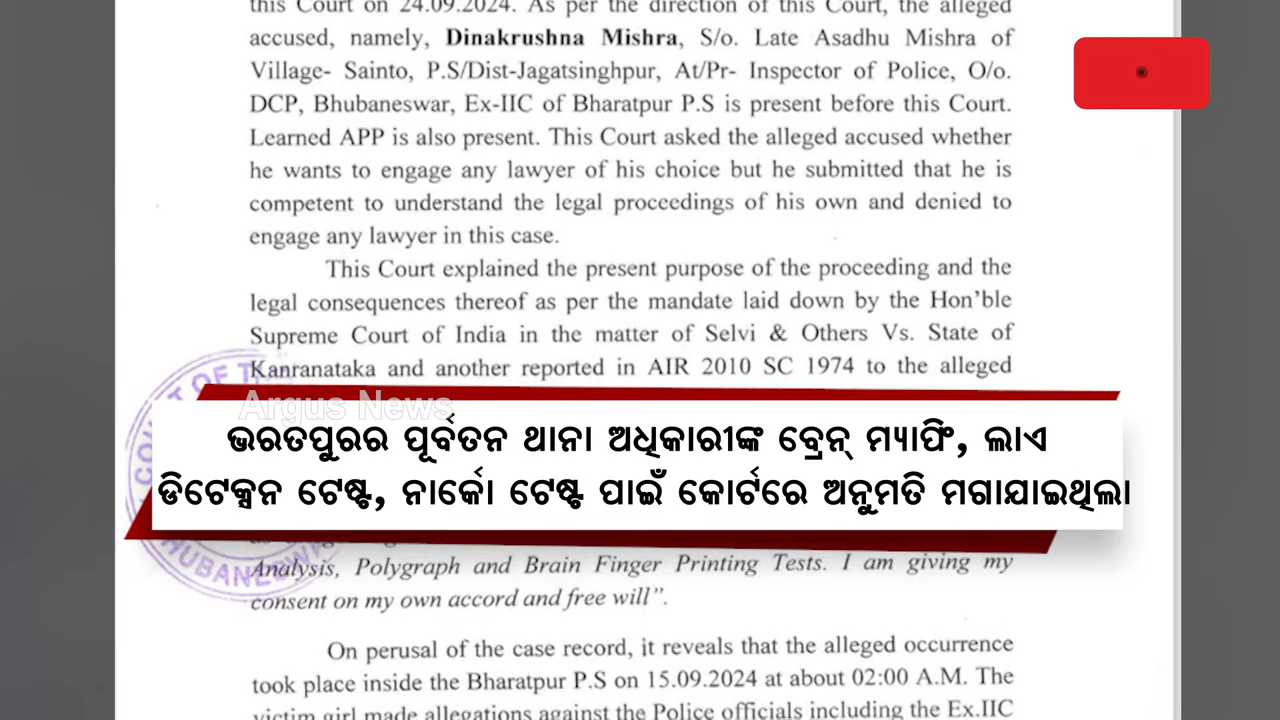 this Court on 24.09.2024. As per the direction of this Court, the alleged
accused, namely, Dinakrushna Mishra, S/o. Late Asadhu Mishra of
Village- Sainto, P.S/Dist-Jagatsinghpur, At/Pr- Inspector of Police, O/o.
DCP, Bhubaneswar, Ex-IIC of Bharatpur P.S is present before this Court.
Learned APP is also present. This Court asked the alleged accused whether
he wants to engage any lawyer of his choice but he submitted that he is
competent to understand the legal proceedings of his own and denied to
engage any lawyer in this case.
This Court explained the present purpose of the proceeding and the
legal consequences thereof as per the mandate laid down by the Hon’ble
Supreme Court of India in the matter of Selvi & Others Vs. State of
Kanranataka and another reported in AIR 2010 SC 1974 to the alleged
Argus News
ଭରତପୁରର ପୂର୍ବତନ ଥାନା ଅଧିକାରୀଙ୍କ ବ୍ରେନ୍ ମ୍ୟାପିଂ, ଲାଏ
ଡିଟେକ୍ସନ ଟେଷ୍ଟ, ନାର୍କୋ ଟେଷ୍ଟ ପାଇଁ କୋର୍ଟରେ ଅନୁମତି ମଗାଯାଇଥିଲା
Analysis, Polygraph and Brain Finger Printing Tests. I am giving my
consent on my own accord and free will”.
On perusal of the case record, it reveals that the alleged occurrence
took place inside the Bharatpur P.S on 15.09.2024 at about 02:00 A.M. The
victim girl made allegations against the Police officials including the Ex.IIC